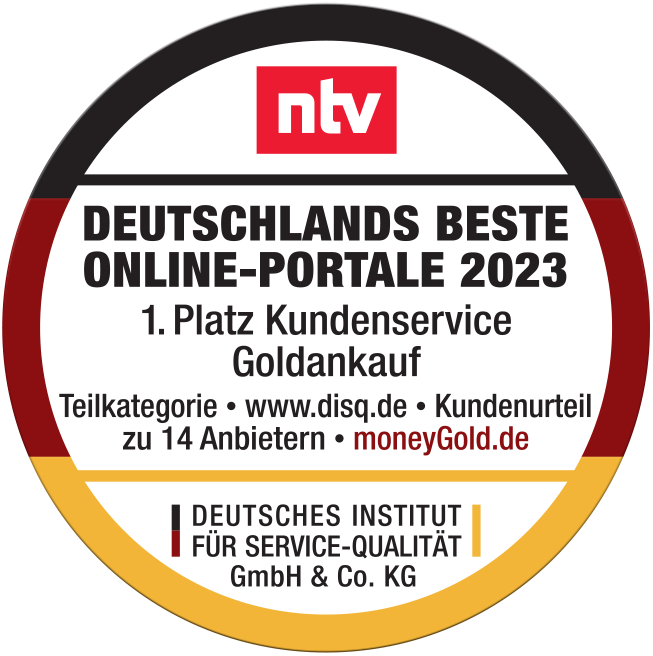 ntv
DEUTSCHLANDS BESTE
ONLINE-PORTALE 2023
1. Platz Kundenservice
Goldankauf
Teilkategorie • www.disq.de • Kundenurteil
zu 14 Anbietern • moneyGold.de
DEUTSCHES INSTITUT
FÜR SERVICE-QUALITÄT
GmbH & Co. KG